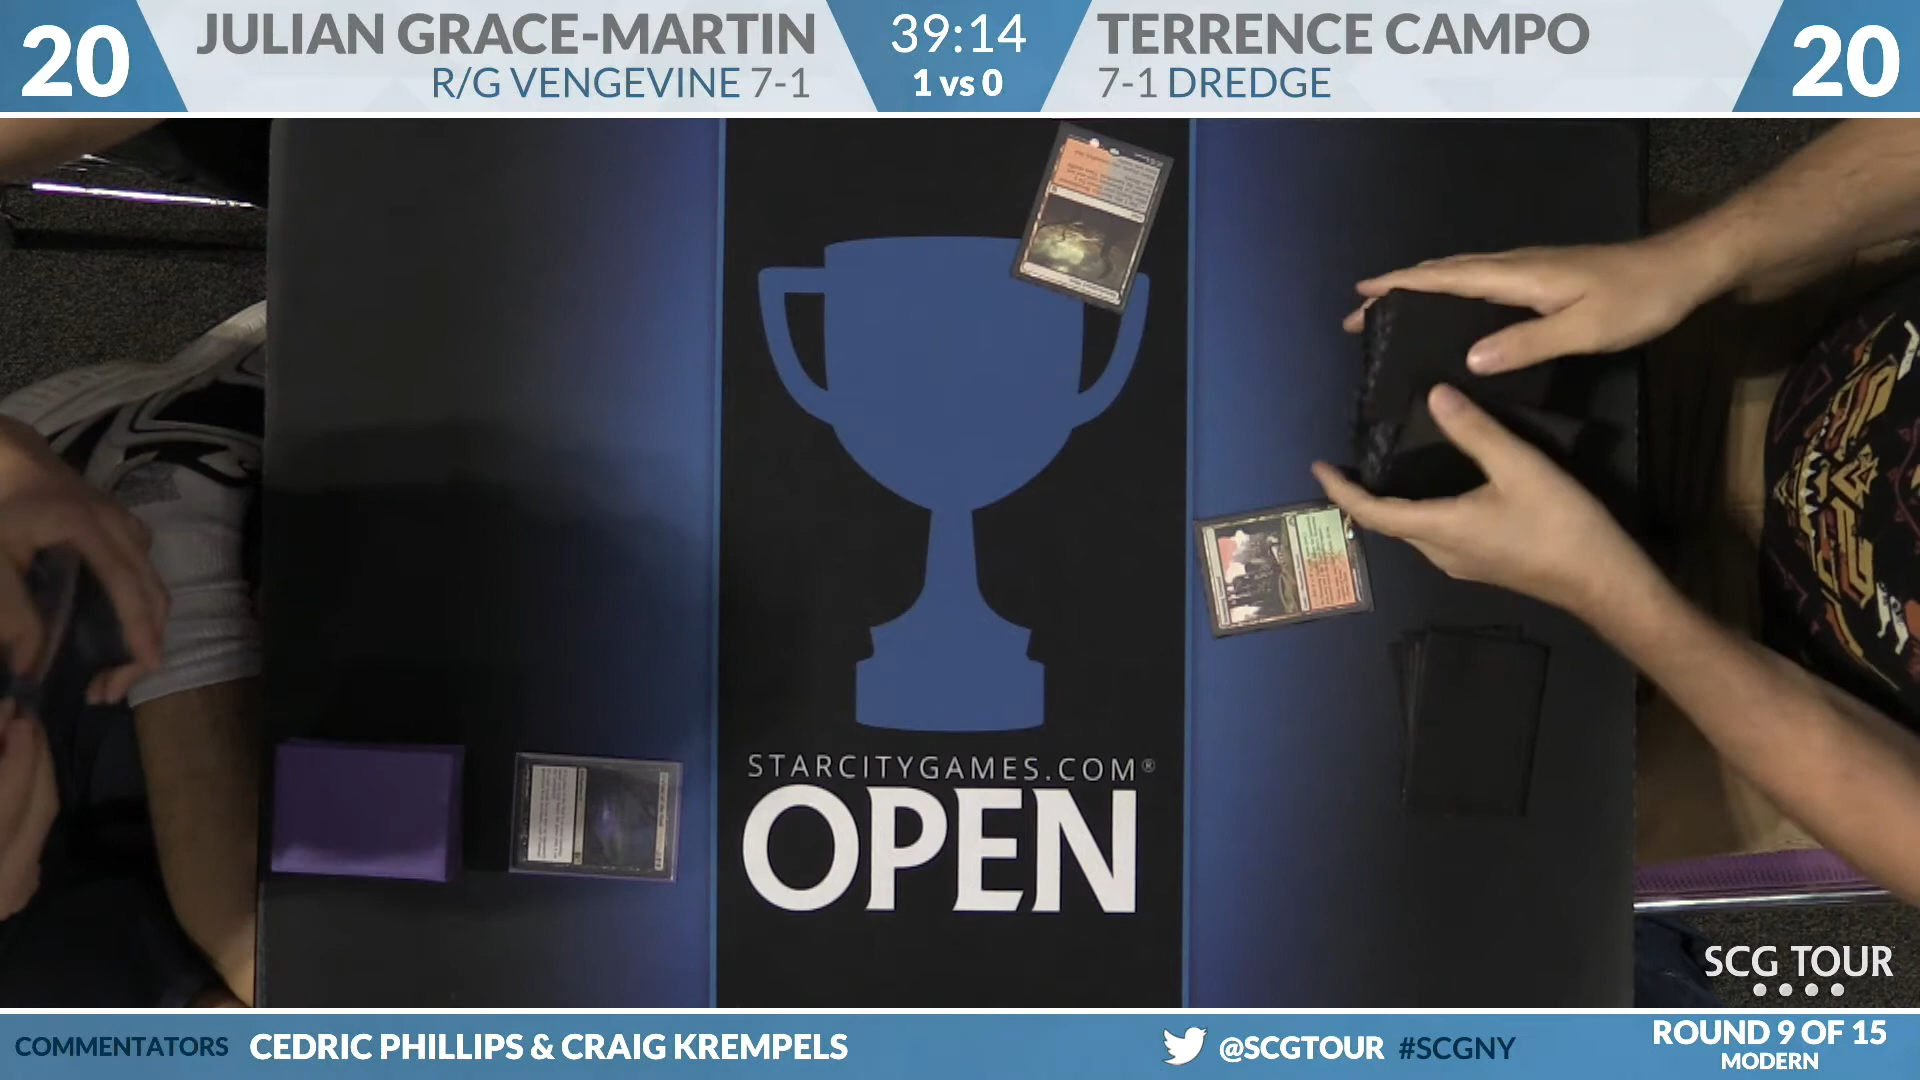 20
JULIAN GRACE-MARTIN
R/G VENGEVINE 7-1
39:14
1 vs 0
TERRENCE CAMPO
7-1 DREDGE
20
STARCITYGAMES.COM®
OPEN
SCG TOUR
COMMENTATORS CEDRIC PHILLIPS & CRAIG KREMPELS
@SCGTOUR #SCGNY
ROUND 9 OF 15
MODERN